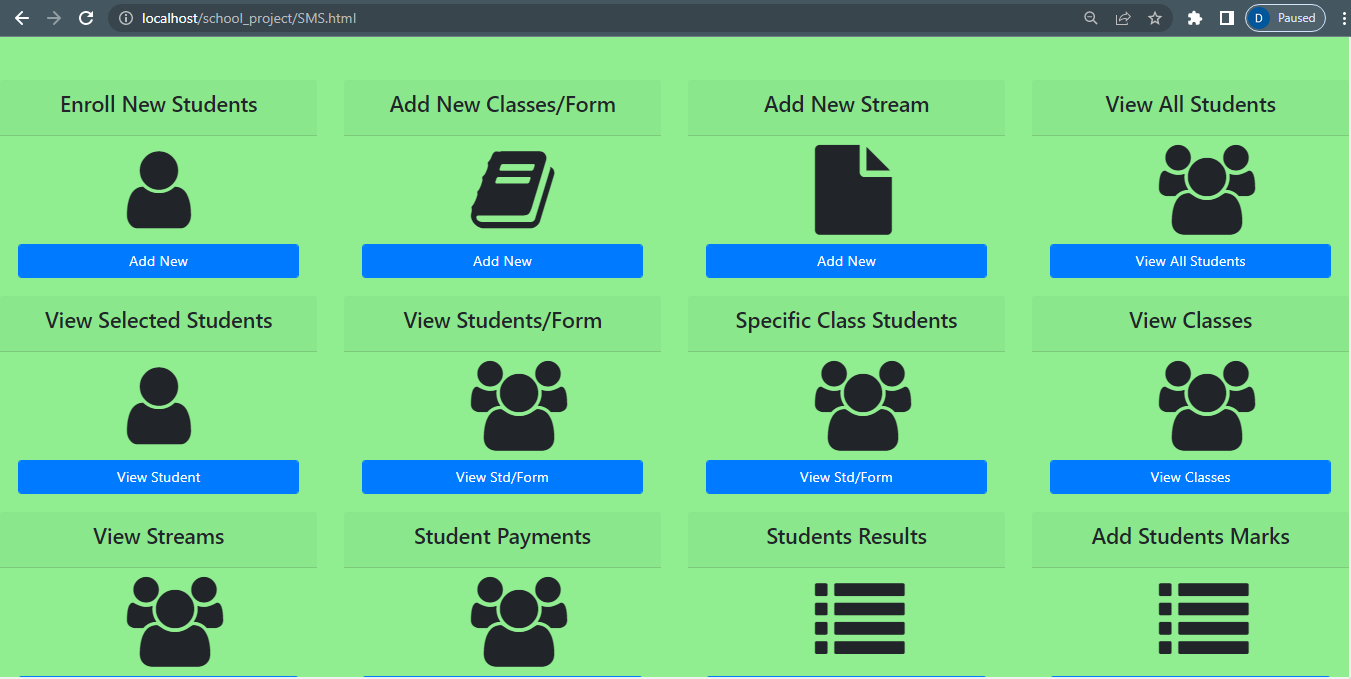 localhost/school_project/SMS.html
D Paused
Enroll New Students
Add New Classes/Form
Add New Stream
View All Students
Add New
Add New
Add New
View All Students
View Selected Students
View Students/Form
Specific Class Students
View Classes
View Student
View Std/Form
View Std/Form
View Classes
View Streams
Student Payments
Students Results
Add Students Marks